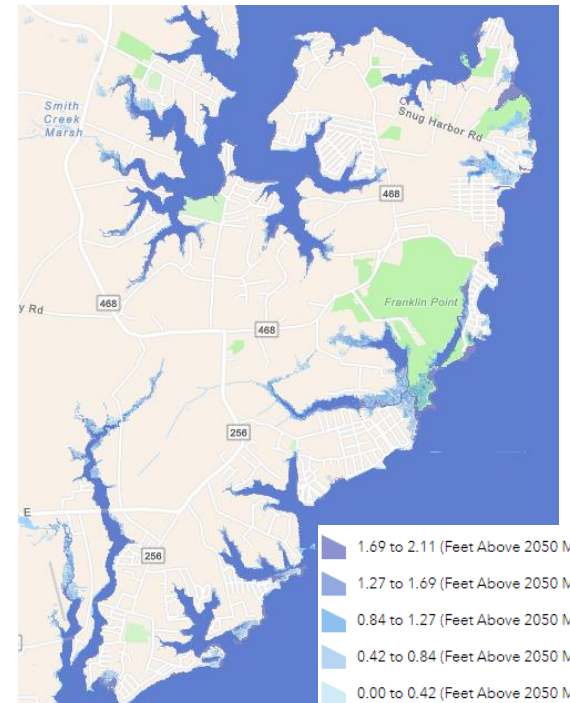 Smith
Creek
Marsh
Snug Harbor Rd
468
Franklin Point
468
y Rd
468
256
E
256
1.69 to 2.11 (Feet Above 2050 M
1.27 to 1.69 (Feet Above 2050 M
0.84 to 1.27 (Feet Above 2050 M
0.42 to 0.84 (Feet Above 2050 M
0.00 to 0.42 (Feet Above 2050 M